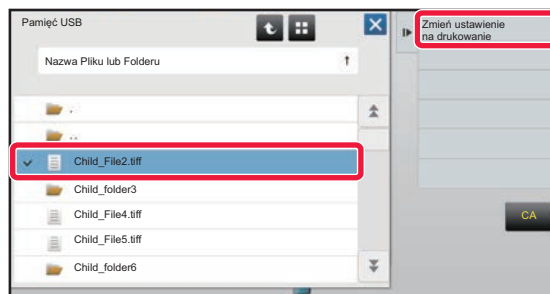 Pamięć USB
Nazwa Pliku lub Folderu
.
..
Child_File2.tiff
Child_folder3
Child_File4.tiff
Child_File5.tiff
Child_folder6
Zmień ustawienie
na drukowanie
CA